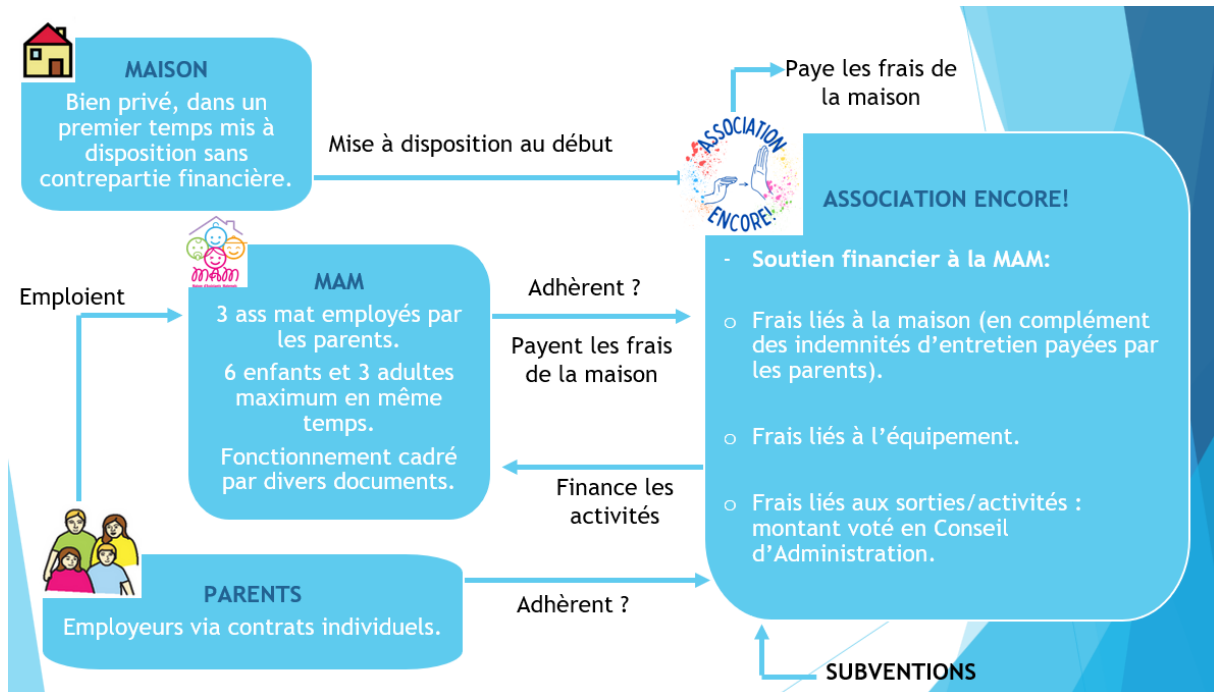 MAISON
Bien privé, dans un
premier temps mis à
disposition sans
contrepartie financière.
Mise à disposition au début
Paye les frais de
la maison
ASSOCIATION
ENCORE!
ASSOCIATION ENCORE!
- Soutien financier à la MAM:
o Frais liés à la maison (en complément
des indemnités d'entretien payées par
les parents).
o Frais liés à l'équipement.
o Frais liés aux sorties/activités :
montant voté en Conseil
d'Administration.
Emploient
mam
MAM
3 ass mat employés par
les parents.
6 enfants et 3 adultes
maximum en même
temps.
Fonctionnement cadré
par divers documents.
Adhèrent ?
Payent les frais
de la maison
Finance les
activités
PARENTS
Employeurs via contrats individuels.
Adhèrent ?
SUBVENTIONS